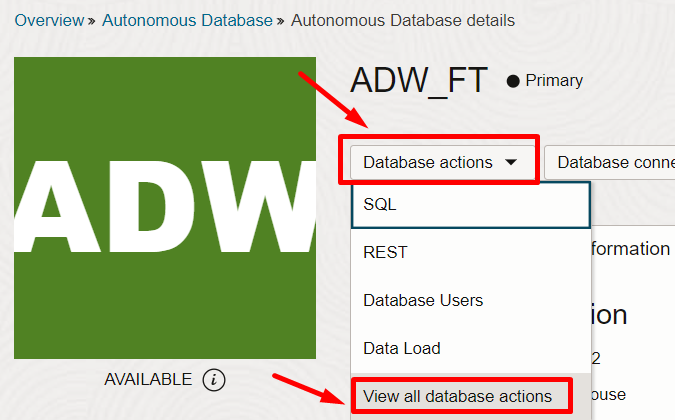 Overview » Autonomous Database » Autonomous Database details
ADW
ADW_FT ● Primary
Database actions
Database conne
SQL
REST
formation
Database Users
ion
Data Load
2
AVAILABLE
View all database actions
ouse